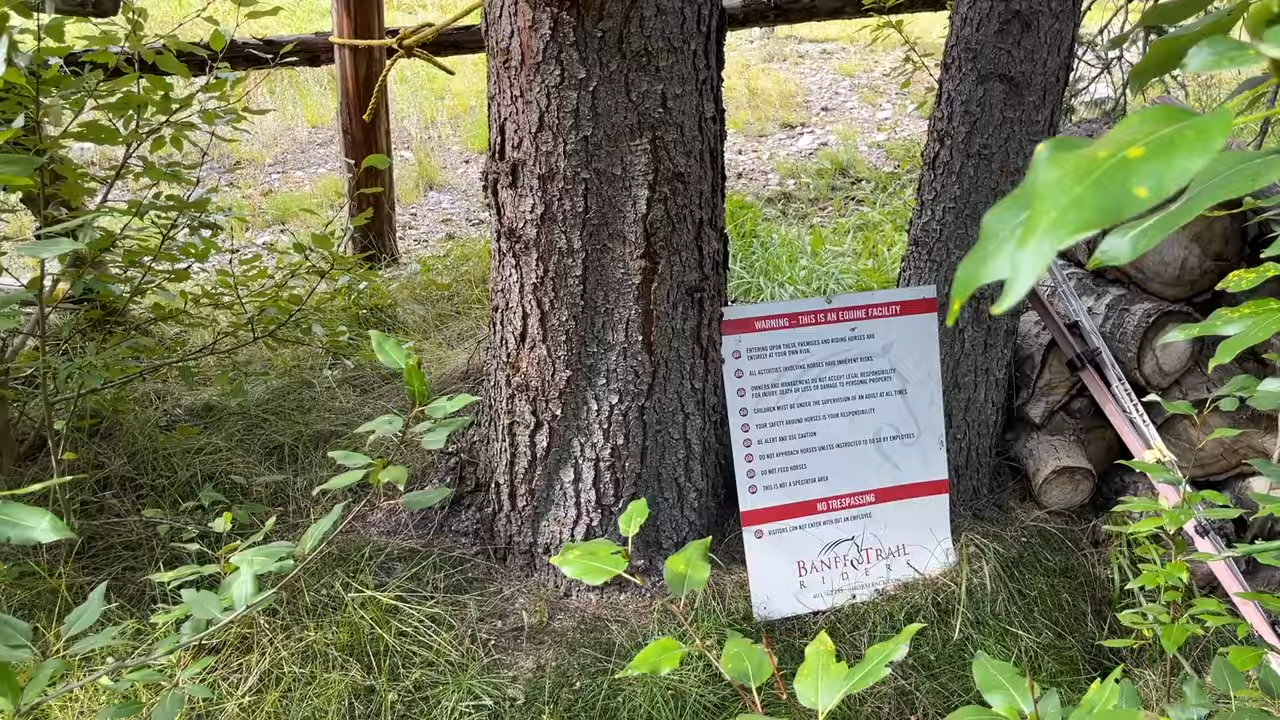 WARNING – THIS IS AN EQUINE FACILITY
ENTERING UPON THESE PREMISES AND RIDING HORSES ARE
ENTIRELY AT YOUR OWN RISK.
ALL ACTIVITIES INVOLVING HORSES HAVE INHERENT RISKS.
OWNERS AND MANAGEMENT DO NOT ACCEPT LEGAL RESPONSIBILITY
FOR INJURY, DEATH OR LOSS OR DAMAGE TO PERSONAL PROPERTY.
CHILDREN MUST BE UNDER THE SUPERVISION OF AN ADULT AT ALL TIMES
YOUR SAFETY AROUND HORSES IS YOUR RESPONSIBILITY
BE ALERT AND USE CAUTION
DO NOT APPROACH HORSES UNLESS INSTRUCTED TO DO SO BY EMPLOYEES
DO NOT FEED HORSES
THIS IS NOT A SPECTATOR AREA
NO TRESPASSING
VISITORS CAN NOT ENTER WITH OUT AN EMPLOYEE
BANFF TRAIL
RIDERS